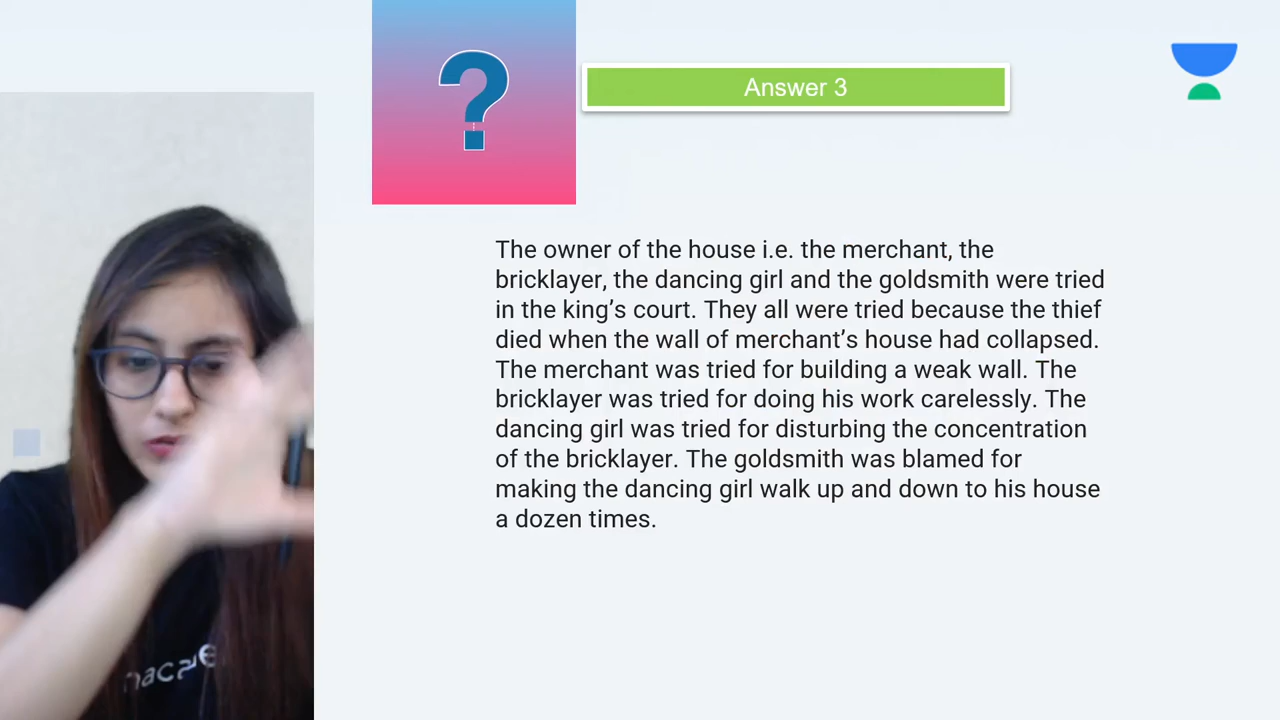 ?
Answer 3
The owner of the house i.e. the merchant, the
bricklayer, the dancing girl and the goldsmith were tried
in the king’s court. They all were tried because the thief
died when the wall of merchant’s house had collapsed.
The merchant was tried for building a weak wall. The
bricklayer was tried for doing his work carelessly. The
dancing girl was tried for disturbing the concentration
of the bricklayer. The goldsmith was blamed for
making the dancing girl walk up and down to his house
a dozen times.